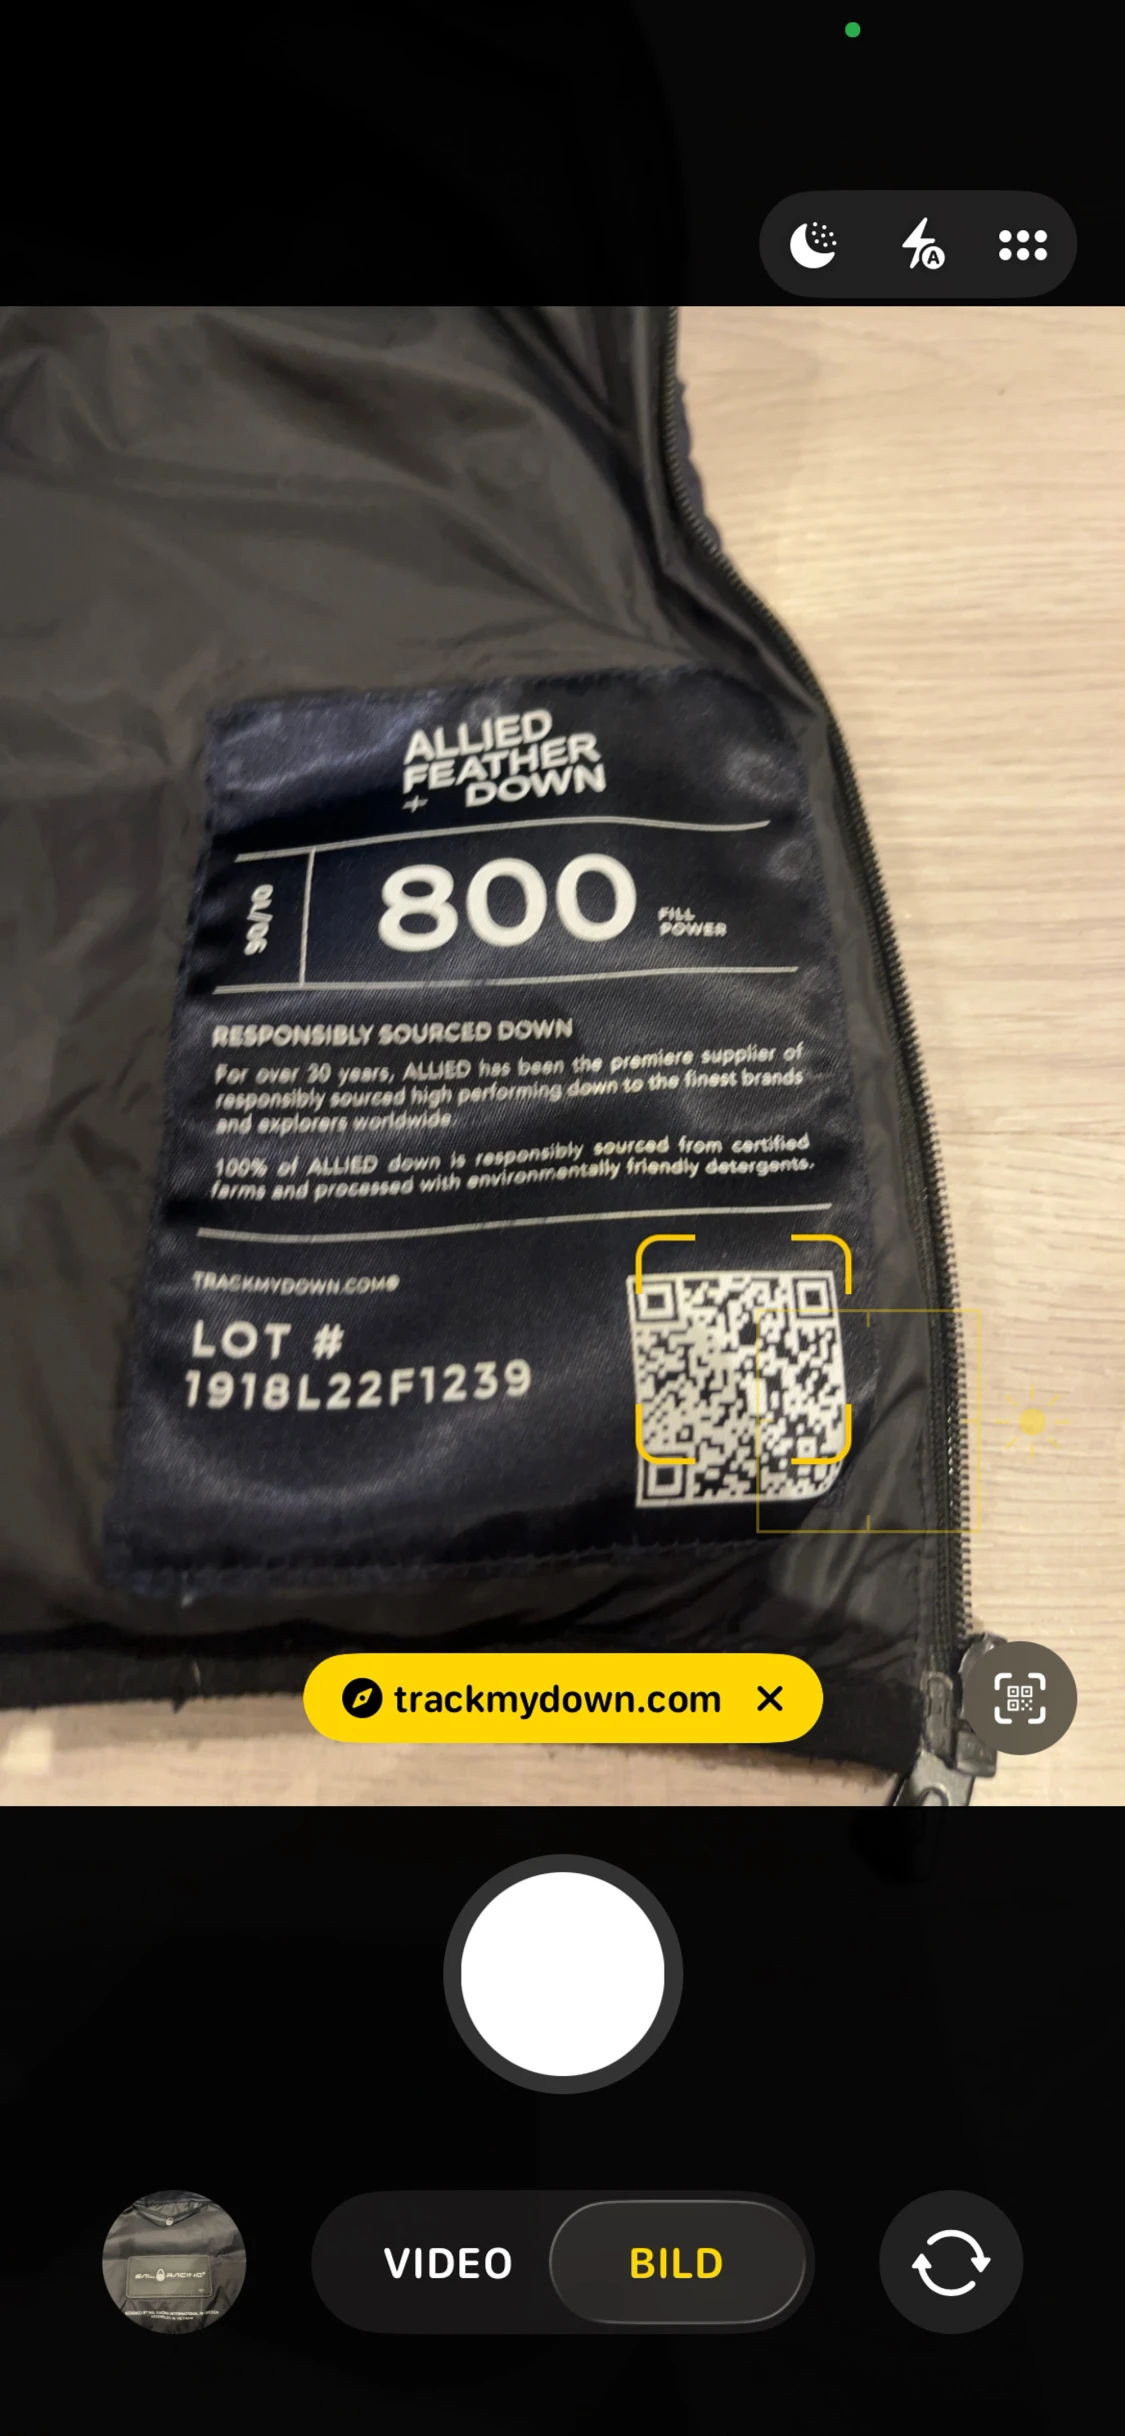 ALLIED
FEATHER
+ DOWN
90/10
800
FILL
POWER
RESPONSIBLY SOURCED DOWN
For over 30 years, ALLIED has been the premiere supplier of
responsibly sourced high performing down to the finest brands
and explorers worldwide.
100% of ALLIED down is responsibly sourced from certified
farms and processed with environmentally friendly detergents.
TRACKMYDOWN.COM®
LOT #
1918L22F1239
trackmydown.com
VIDEO
BILD
SAIL RACING